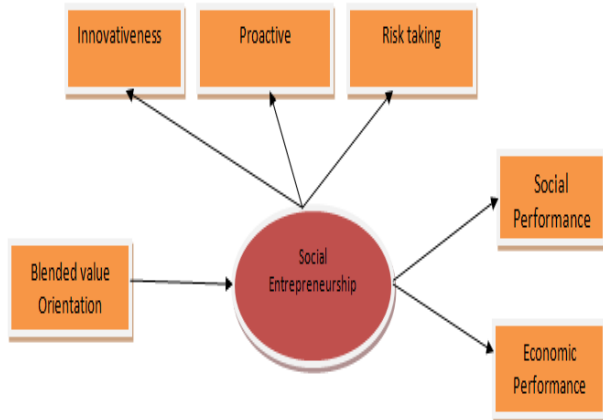 Innovativeness
Proactive
Risk taking
Social
Performance
Social
Entrepreneurship
Blended value
Orientation
Economic
Performance